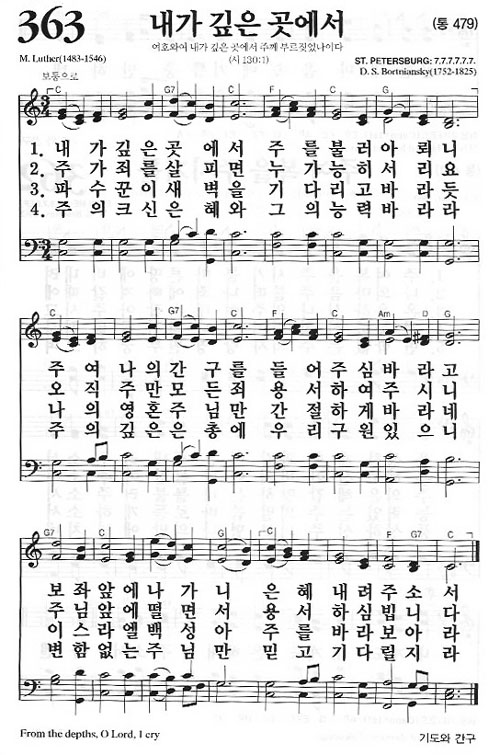 363 내가 깊은 곳에서 (통 479)
여호와여 내가 깊은 곳에서 주께 부르짖었나이다
M. Luther(1483-1546) (시 130:1) ST. PETERSBURG: 7.7.7.7.7.7.
보통으로 D. S. Bortniansky(1752-1825)
C G7 C F C G
3/4
1. 내 가 깊 은 곳 에 서 주 를 불 러 아 뢰 니
2. 주 가 죄 를 살 피 면 누 가 능 히 서 리 요
3. 파 수 꾼 이 새 벽 을 기 다 리 고 바 라 듯
4. 주 의 크 신 은 혜 와 그 의 능 력 바 라 라
3/4
C G7 C F C Am D G
주 여 나 의 간 구 를 들 어 주 심 바 라 고
오 직 주 만 모 든 죄 용 서 하 여 주 시 니
나 의 영 혼 주 님 만 간 절 하 게 바 라 네
주 의 깊 은 은 총 에 우 리 구 원 있 으 니
G7 C G C F G7 C
보 좌 앞 에 나 가 니 은 혜 내 려 주 소 서
주 님 앞 에 떨 면 서 용 서 하 심 빕 니 다
이 스 라 엘 백 성 아 주 를 바 라 보 아 라
변 함 없 는 주 님 만 믿 고 기 다 릴 지 라
From the depths, O Lord, I cry 기도와 간구